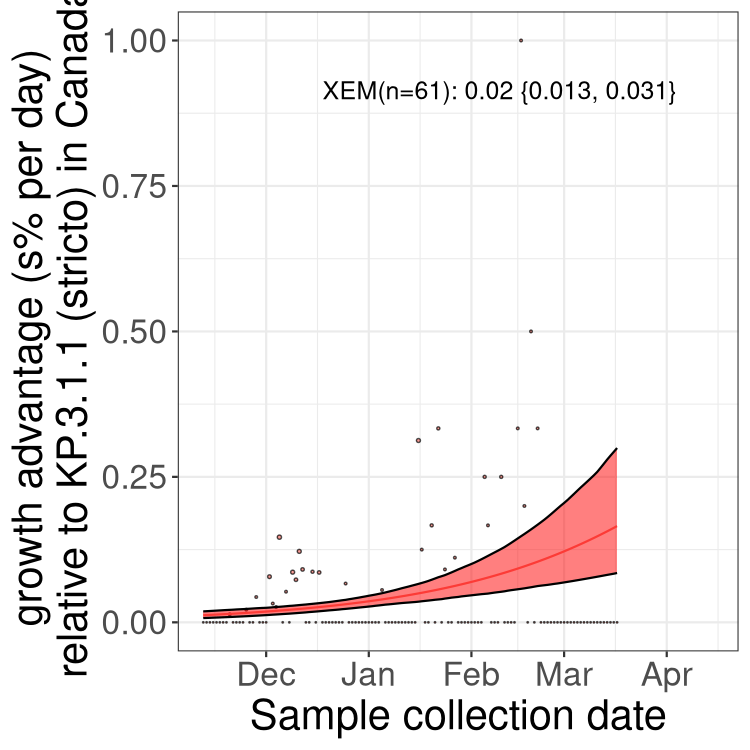 growth advantage (s% per day)
relative to KP.3.1.1 (stricto) in Canada
1.00
XEM(n=61): 0.02 {0.013, 0.031}
0.75
0.50
0.25
0.00
Dec Jan Feb Mar Apr
Sample collection date